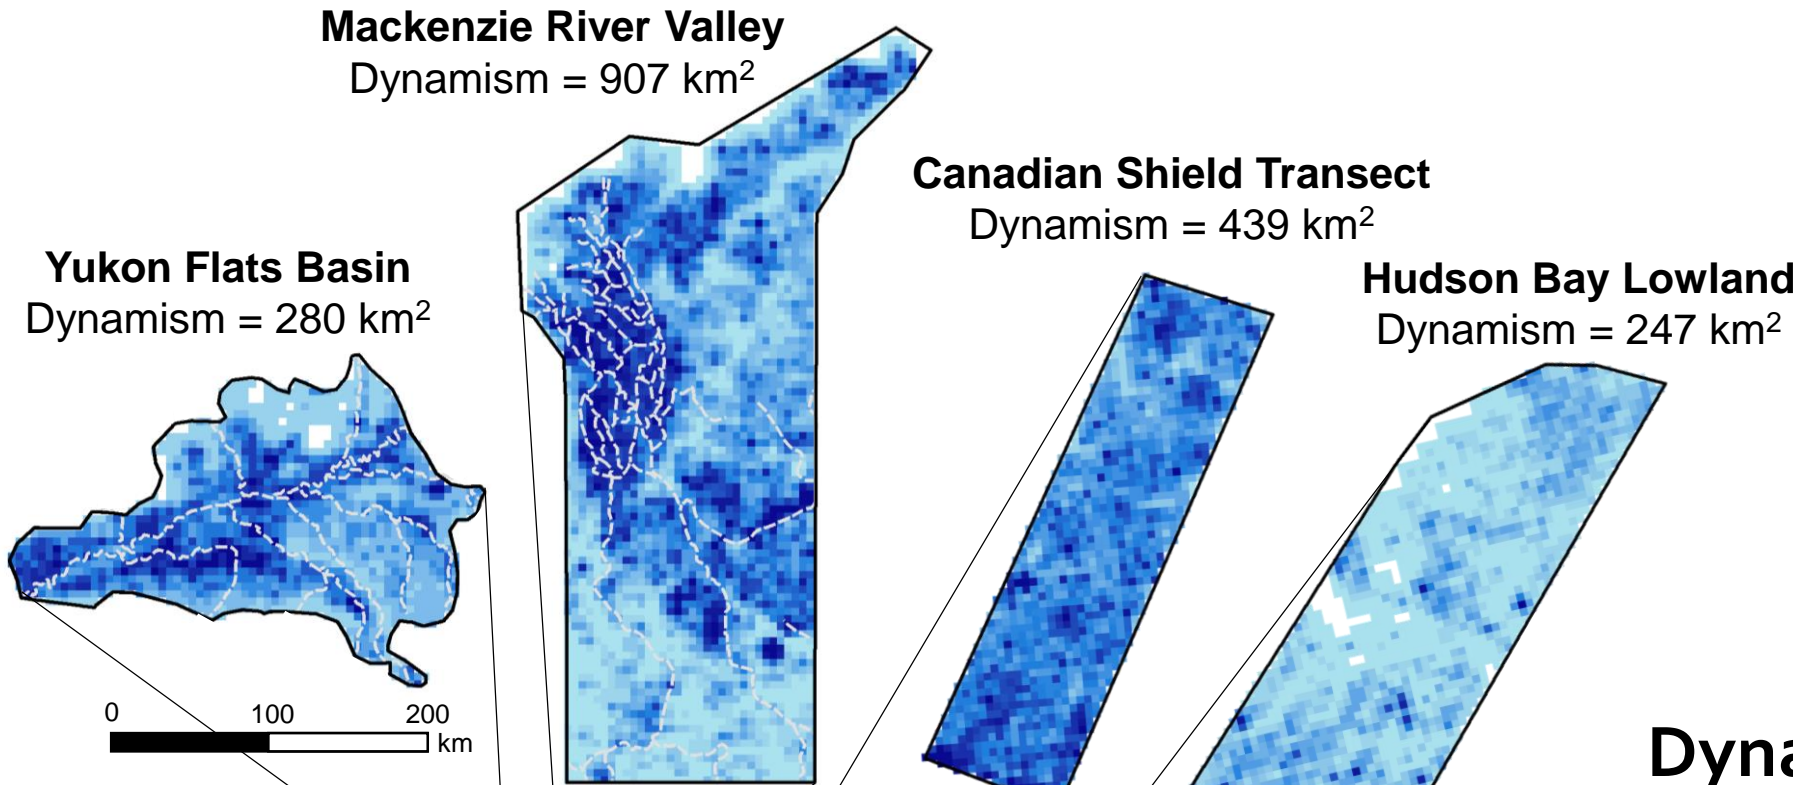 Mackenzie River Valley
Dynamism = 907 km²
Canadian Shield Transect
Dynamism = 439 km²
Yukon Flats Basin
Dynamism = 280 km²
Hudson Bay Lowland
Dynamism = 247 km²
0 100 200
km
Dyna